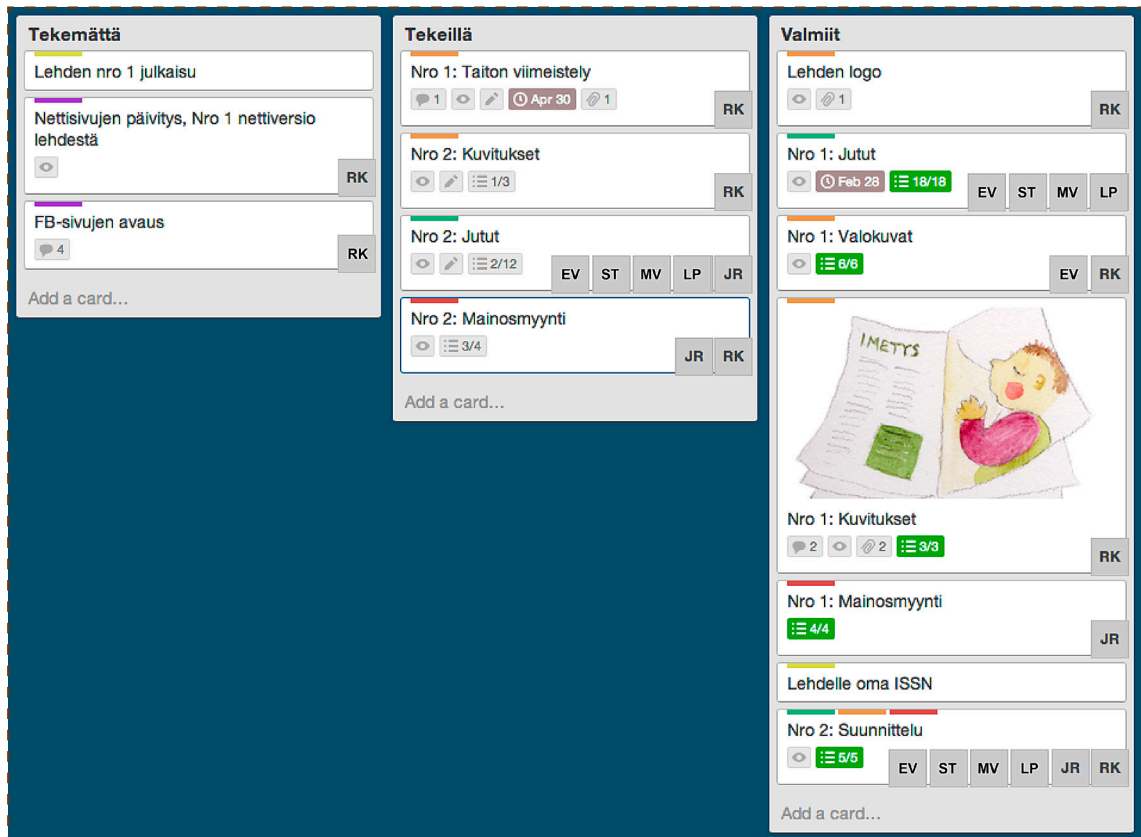 Tekemättä
Lehden nro 1 julkaisu
Nettisivujen päivitys, Nro 1 nettiversio
lehdestä
RK
FB-sivujen avaus
4
RK
Add a card...
Tekeillä
Nro 1: Taiton viimeistely
1 Apr 30 1
RK
Nro 2: Kuvitukset
1/3
RK
Nro 2: Jutut
2/12
EV ST MV LP JR
Nro 2: Mainosmyynti
3/4
JR RK
Add a card...
Valmiit
Lehden logo
1
RK
Nro 1: Jutut
Feb 28 18/18
EV ST MV LP
Nro 1: Valokuvat
6/6
EV RK
IMETYS
Nro 1: Kuvitukset
2 2 3/3
RK
Nro 1: Mainosmyynti
4/4
JR
Lehdelle oma ISSN
Nro 2: Suunnittelu
5/5
EV ST MV LP JR RK
Add a card...